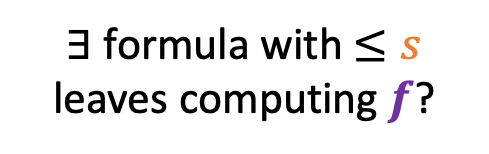 ∃ formula with ≤ s
leaves computing f?